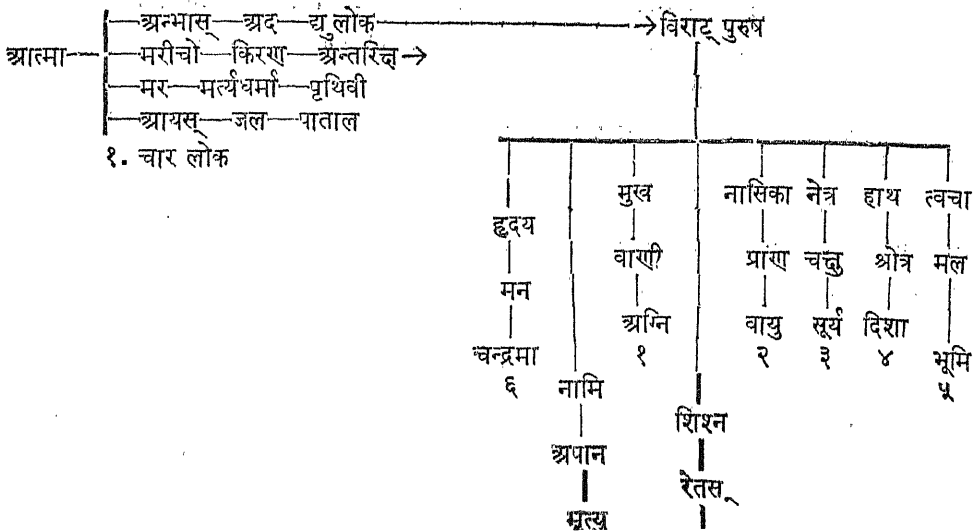 अन्भास् अद द्यु लोक विराट् पुरुष
आत्मा मरीचो किरण अन्तरिक्ष
मर मर्त्यधर्मा पृथिवी
आयस् जल पाताल
१. चार लोक
मुख नासिका नेत्र हाथ त्वचा
हृदय
वाणी प्राण चक्षु श्रोत्र मल
मन
अग्नि वायु सूर्य दिशा
चन्द्रमा १ २ ३ ४ भूमि
६ नामि ५
शिश्न
अपान
रेतस्
मृत्यु